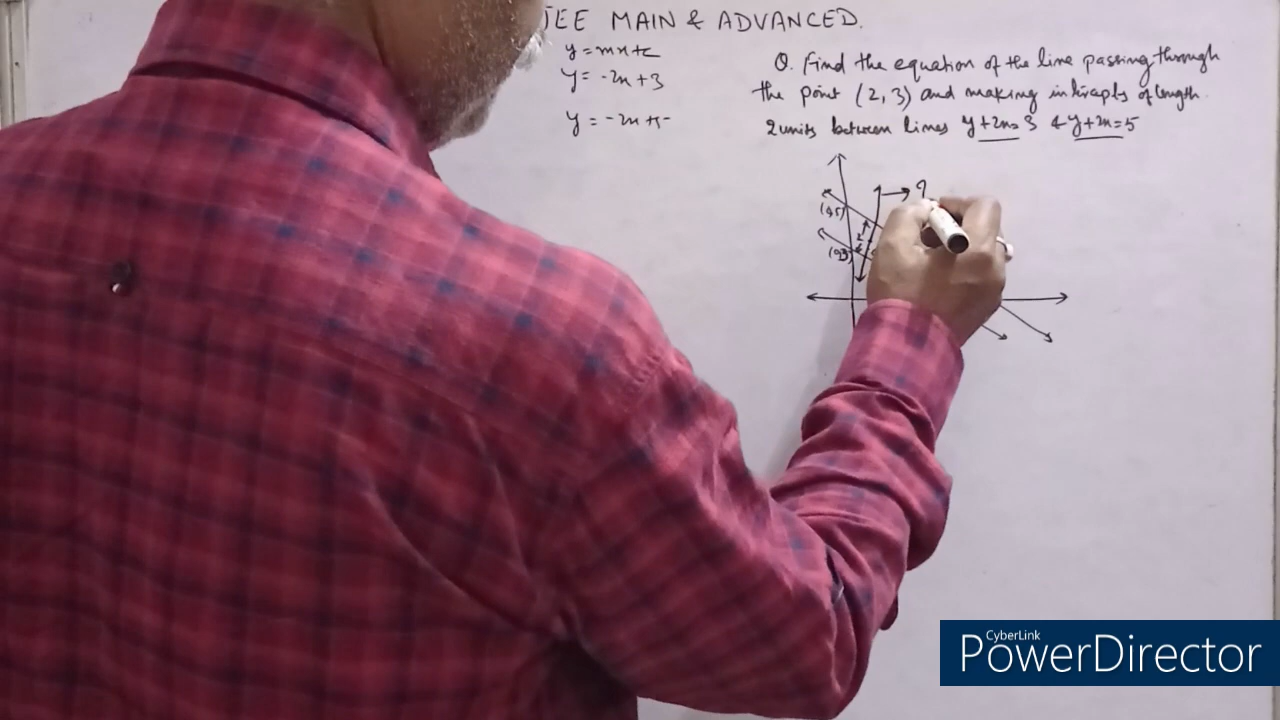 JEE MAIN & ADVANCED.
y = mx + c
y = -2x + 3
y = -2x + 5
Q. Find the equation of the line passing through
the point (2, 3) and making intercepts of length
2 units between lines y+2x=3 & y+2x=5
?
(0,5)
2
(0,3)
CyberLink
PowerDirector